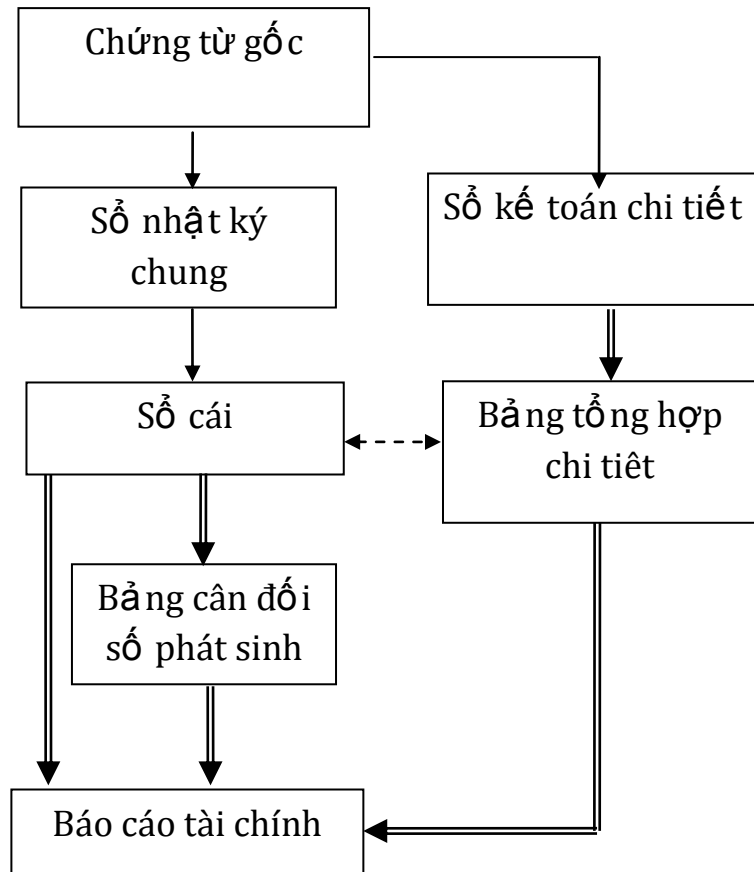 Chứng từ gốc
Sổ nhật ký
chung
Sổ kế toán chi tiết
Sổ cái
Bảng tổng hợp
chi tiêt
Bảng cân đối
số phát sinh
Báo cáo tài chính